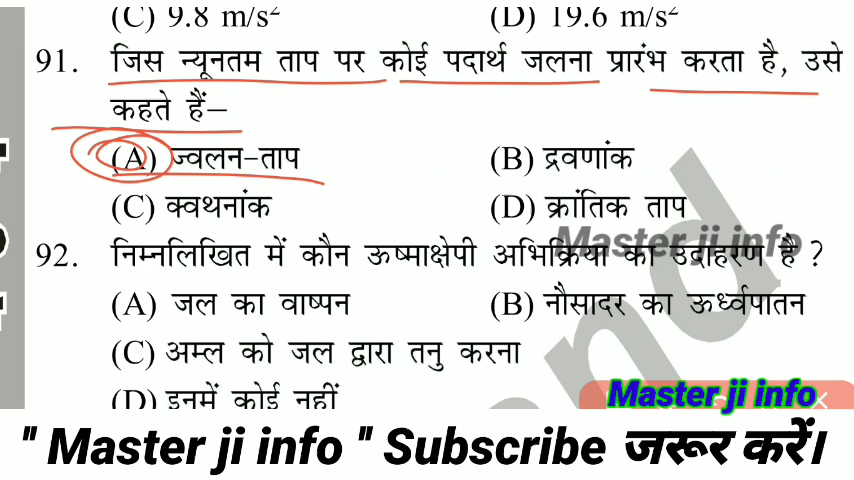 (C) 9.8 m/s² (D) 19.6 m/s²
91. जिस न्यूनतम ताप पर कोई पदार्थ जलना प्रारंभ करता है, उसे
कहते हैं–
(A) ज्वलन-ताप (B) द्रवणांक
(C) क्वथनांक (D) क्रांतिक ताप
Master ji info
92. निम्नलिखित में कौन ऊष्माक्षेपी अभिक्रिया का उदाहरण है ?
(A) जल का वाष्पन (B) नौसादर का ऊर्ध्वपातन
(C) अम्ल को जल द्वारा तनु करना
(D) इनमें कोई नहीं
Master ji info
" Master ji info " Subscribe जरूर करें।